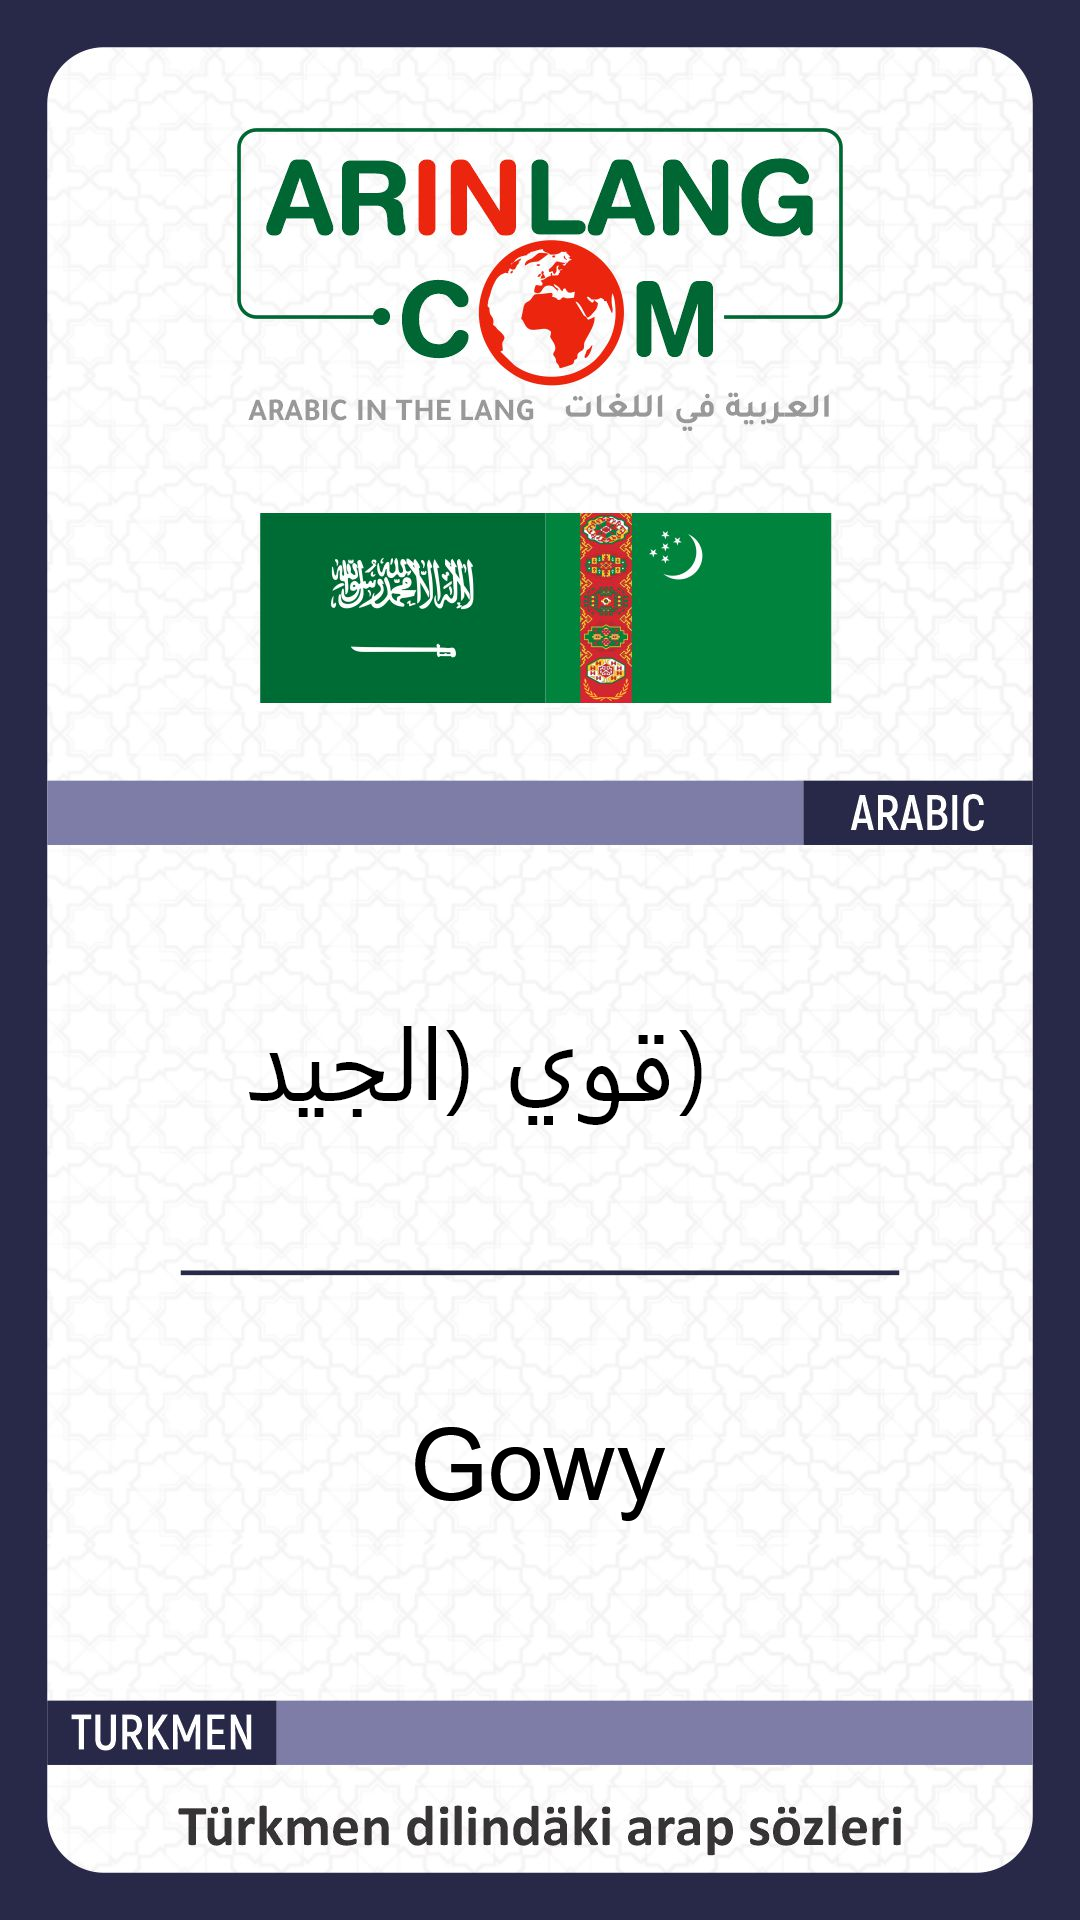 ARINLANG
.COM
ARABIC IN THE LANG العربية في اللغات
لا إله إلا الله محمد رسول الله
ARABIC
قوي (الجيد)
Gowy
TURKMEN
Türkmen dilindäki arap sözleri